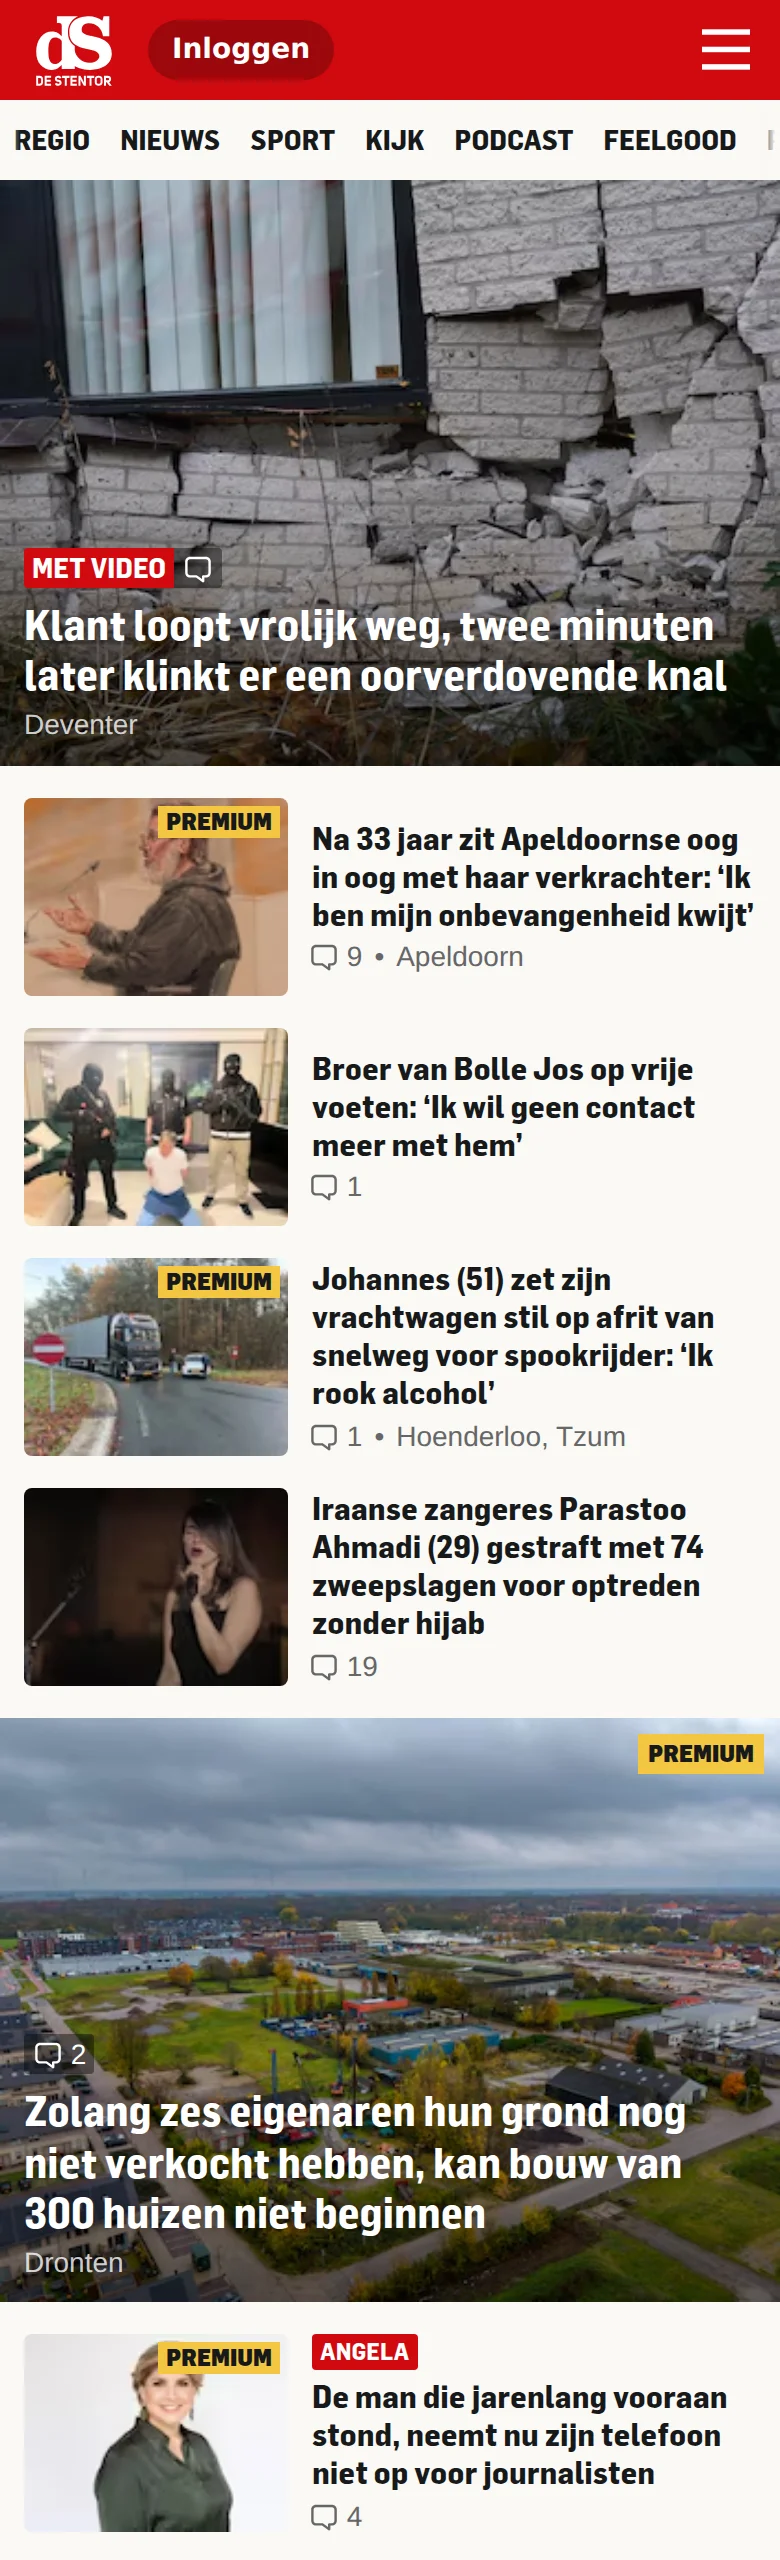 dS
DE STENTOR
Inloggen
REGIO NIEUWS SPORT KIJK PODCAST FEELGOOD
MET VIDEO
Klant loopt vrolijk weg, twee minuten
later klinkt er een oorverdovende knal
Deventer
PREMIUM
Na 33 jaar zit Apeldoornse oog
in oog met haar verkrachter: ‘Ik
ben mijn onbevangenheid kwijt’
9 • Apeldoorn
Broer van Bolle Jos op vrije
voeten: ‘Ik wil geen contact
meer met hem’
1
PREMIUM
Johannes (51) zet zijn
vrachtwagen stil op afrit van
snelweg voor spookrijder: ‘Ik
rook alcohol’
1 • Hoenderloo, Tzum
Iraanse zangeres Parastoo
Ahmadi (29) gestraft met 74
zweepslagen voor optreden
zonder hijab
19
PREMIUM
2
Zolang zes eigenaren hun grond nog
niet verkocht hebben, kan bouw van
300 huizen niet beginnen
Dronten
PREMIUM
ANGELA
De man die jarenlang vooraan
stond, neemt nu zijn telefoon
niet op voor journalisten
4